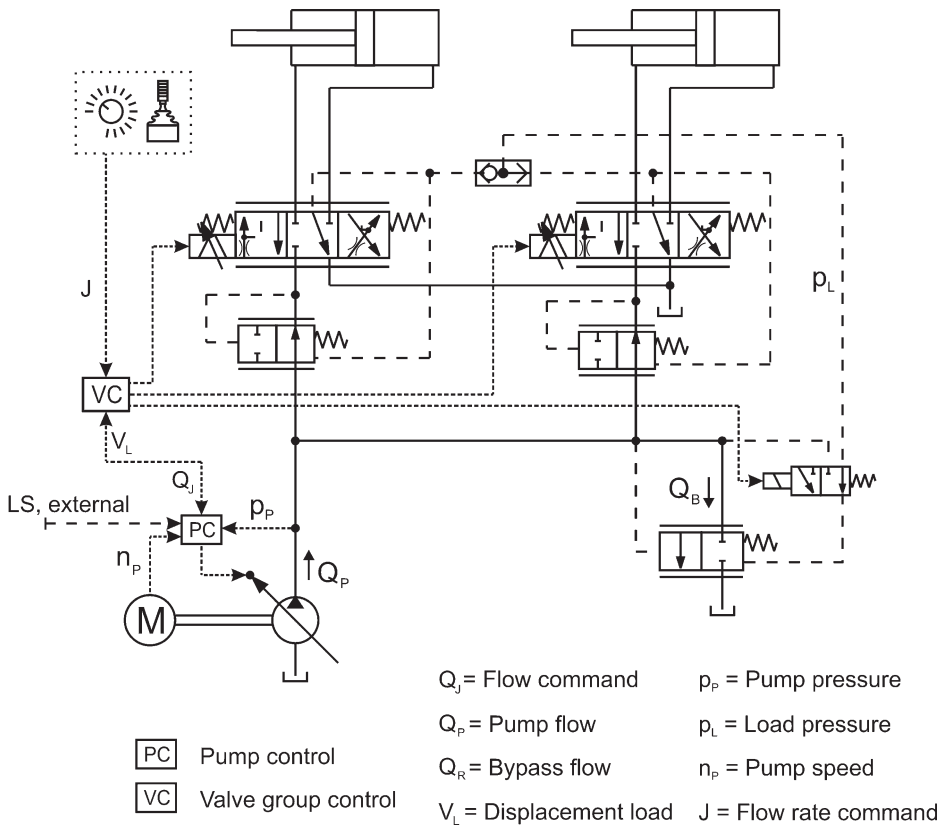 J
p_L
VC
V_L
Q_J
LS, external
p_P
PC
n_P
Q_P
M
Q_B
Q_J = Flow command
p_P = Pump pressure
Q_P = Pump flow
p_L = Load pressure
PC Pump control
Q_R = Bypass flow
n_P = Pump speed
VC Valve group control
V_L = Displacement load
J = Flow rate command